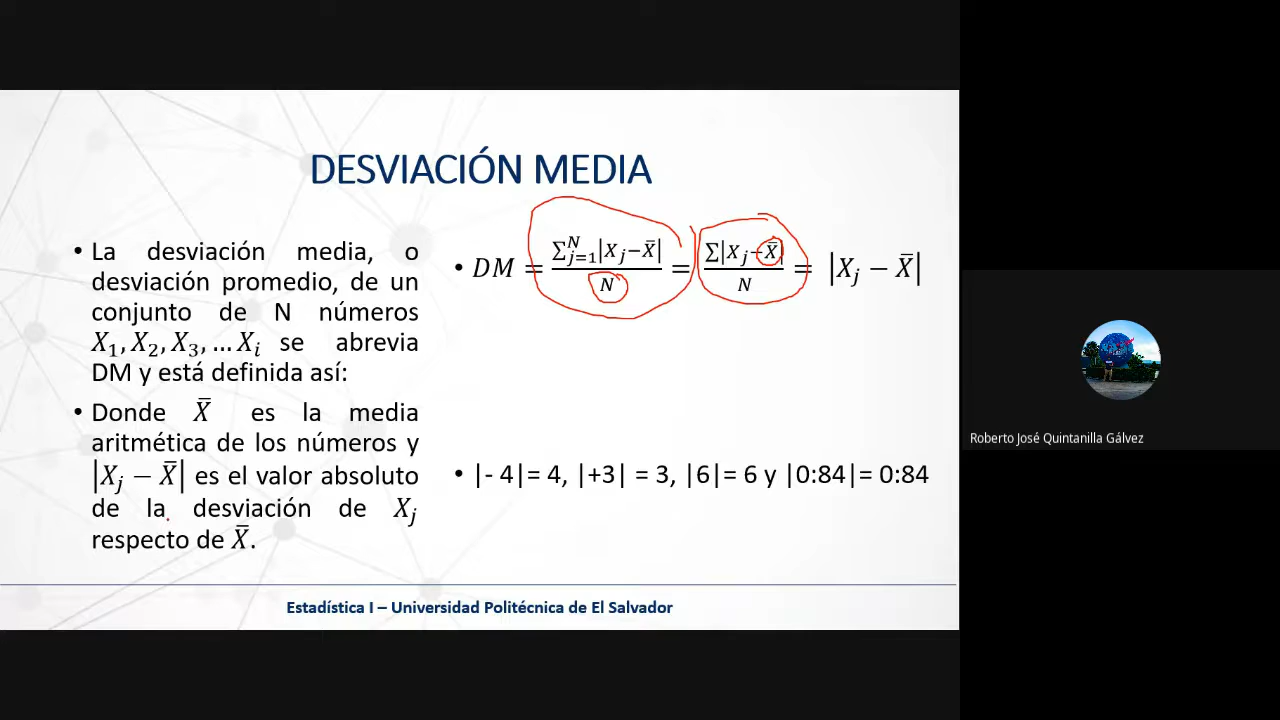 DESVIACIÓN MEDIA
• La desviación media, o
desviación promedio, de un
conjunto de N números
X₁, X₂, X₃, … Xᵢ se abrevia
DM y está definida así:
• Donde X̄ es la media
aritmética de los números y
|Xⱼ − X̄| es el valor absoluto
de la desviación de Xⱼ
respecto de X̄.
• DM = ∑ᴺⱼ₌₁|Xⱼ−X̄| / N = ∑|Xⱼ−X̄| / N = |Xⱼ − X̄|
• |- 4|= 4, |+3| = 3, |6|= 6 y |0:84|= 0:84
Estadística I – Universidad Politécnica de El Salvador
Roberto José Quintanilla Gálvez